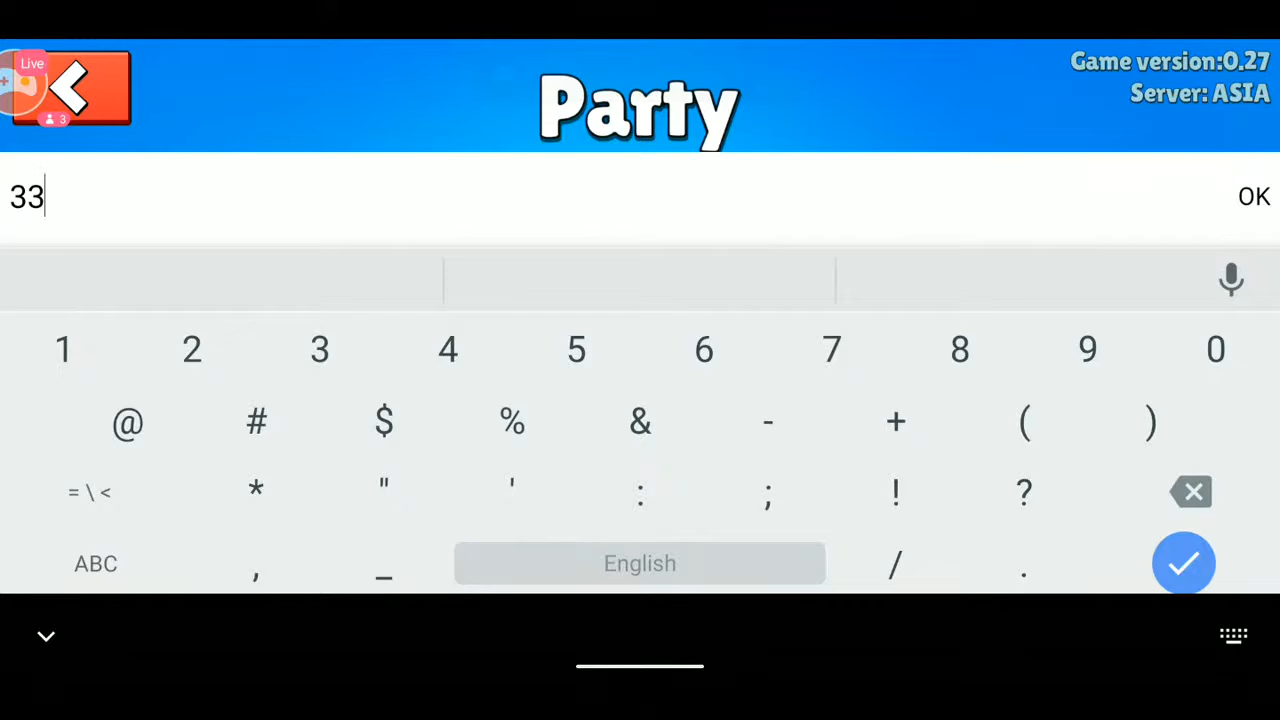 Live
3
Party
Game version:0.27
Server: ASIA
33
OK
1 2 3 4 5 6 7 8 9 0
@ # $ % & - + ( )
= \ < * " ' : ; ! ?
ABC , _ English / .